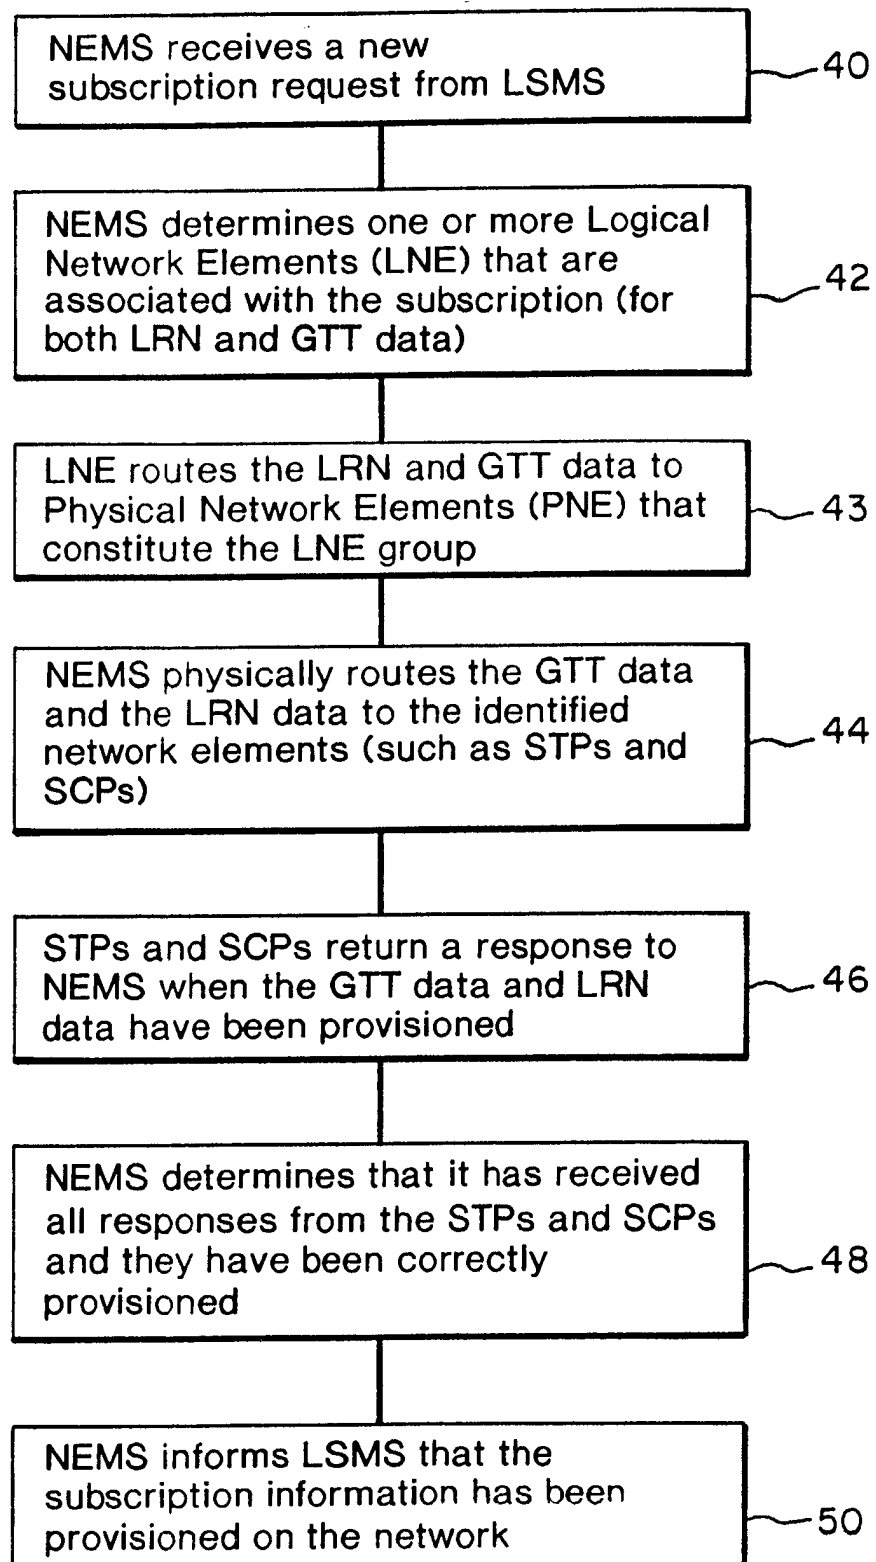 NEMS receives a new
subscription request from LSMS
40
NEMS determines one or more Logical
Network Elements (LNE) that are
associated with the subscription (for
both LRN and GTT data)
42
LNE routes the LRN and GTT data to
Physical Network Elements (PNE) that
constitute the LNE group
43
NEMS physically routes the GTT data
and the LRN data to the identified
network elements (such as STPs and
SCPs)
44
STPs and SCPs return a response to
NEMS when the GTT data and LRN
data have been provisioned
46
NEMS determines that it has received
all responses from the STPs and SCPs
and they have been correctly
provisioned
48
NEMS informs LSMS that the
subscription information has been
provisioned on the network
50